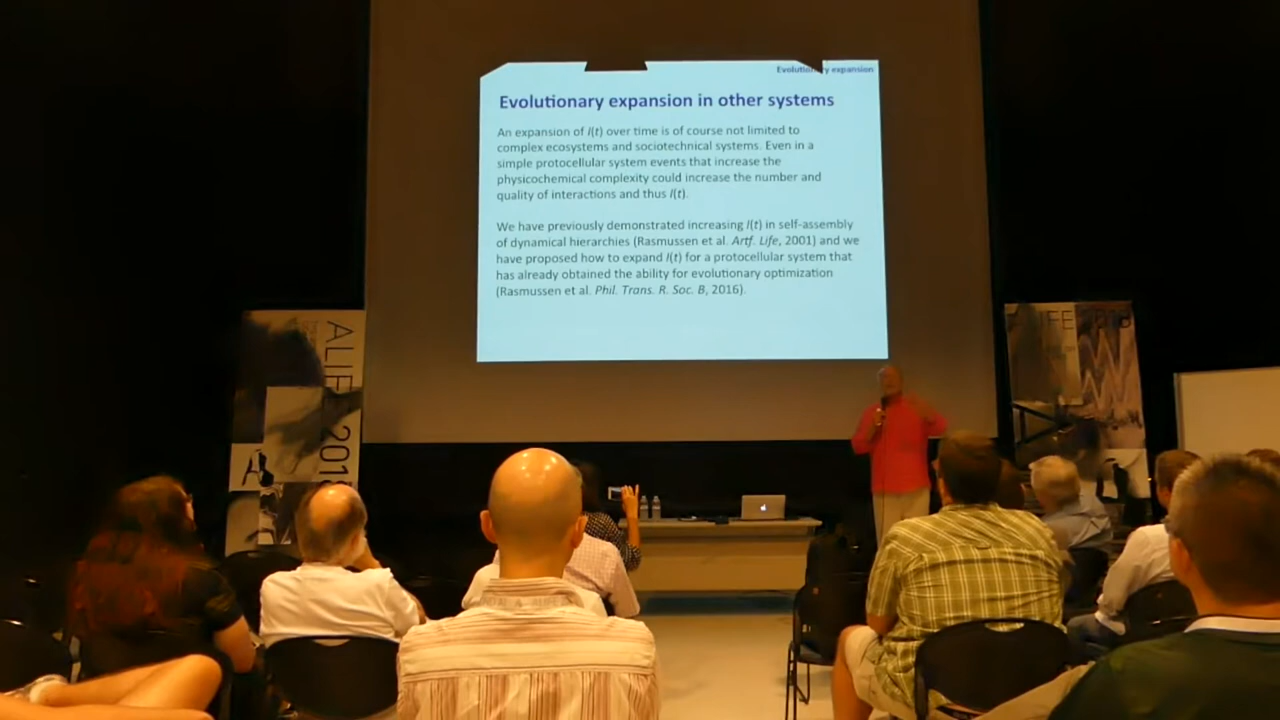 Evolutionary expansion
Evolutionary expansion in other systems
An expansion of I(t) over time is of course not limited to
complex ecosystems and sociotechnical systems. Even in a
simple protocellular system events that increase the
physicochemical complexity could increase the number and
quality of interactions and thus I(t).
We have previously demonstrated increasing I(t) in self-assembly
of dynamical hierarchies (Rasmussen et al. Artf. Life, 2001) and we
have proposed how to expand I(t) for a protocellular system that
has already obtained the ability for evolutionary optimization
(Rasmussen et al. Phil. Trans. R. Soc. B, 2016).
ALIFE 2018